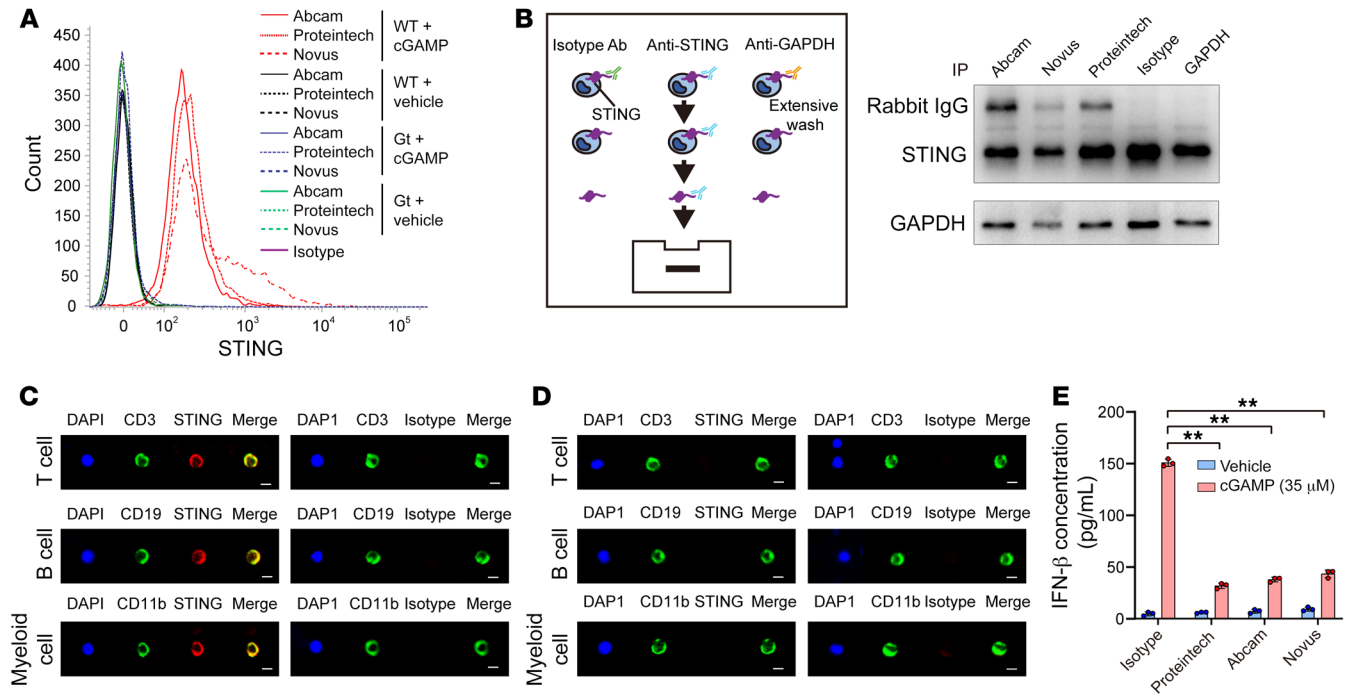 A
Count
450
400
350
300
250
200
150
100
50
0
0 10² 10³ 10⁴ 10⁵
STING
Abcam
Proteintech
Novus
WT +
cGAMP
Abcam
Proteintech
Novus
WT +
vehicle
Abcam
Proteintech
Novus
Gt +
cGAMP
Abcam
Proteintech
Novus
Gt +
vehicle
Isotype
B
Isotype Ab Anti-STING Anti-GAPDH
STING
Extensive
wash
IP Abcam Novus Proteintech Isotype GAPDH
Rabbit IgG
STING
GAPDH
C
DAPI CD3 STING Merge DAP1 CD3 Isotype Merge
T cell
DAPI CD19 STING Merge DAP1 CD19 Isotype Merge
B cell
DAPI CD11b STING Merge DAP1 CD11b Isotype Merge
Myeloid
cell
D
DAP1 CD3 STING Merge DAP1 CD3 Isotype Merge
T cell
DAP1 CD19 STING Merge DAP1 CD19 Isotype Merge
B cell
DAP1 CD11b STING Merge DAP1 CD11b Isotype Merge
Myeloid
cell
E
IFN-β concentration
(pg/mL)
200
150
100
50
0
**
**
**
Vehicle
cGAMP (35 μM)
Isotype Proteintech Abcam Novus